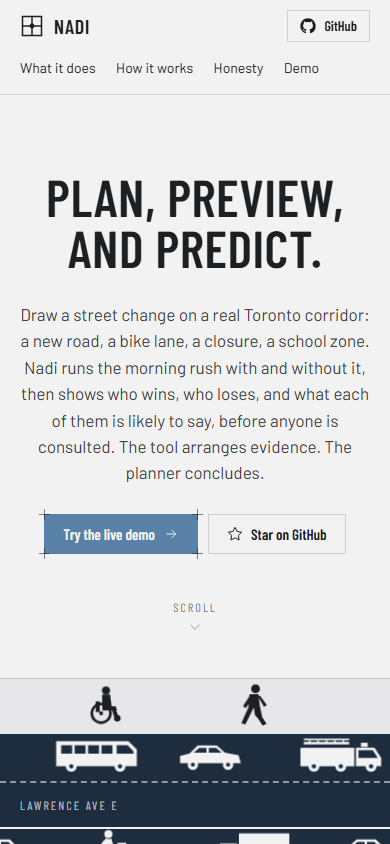 NADI
GitHub
What it does
How it works
Honesty
Demo
PLAN, PREVIEW,
AND PREDICT.
Draw a street change on a real Toronto corridor:
a new road, a bike lane, a closure, a school zone.
Nadi runs the morning rush with and without it,
then shows who wins, who loses, and what each
of them is likely to say, before anyone is
consulted. The tool arranges evidence. The
planner concludes.
Try the live demo
Star on GitHub
SCROLL
LAWRENCE AVE E